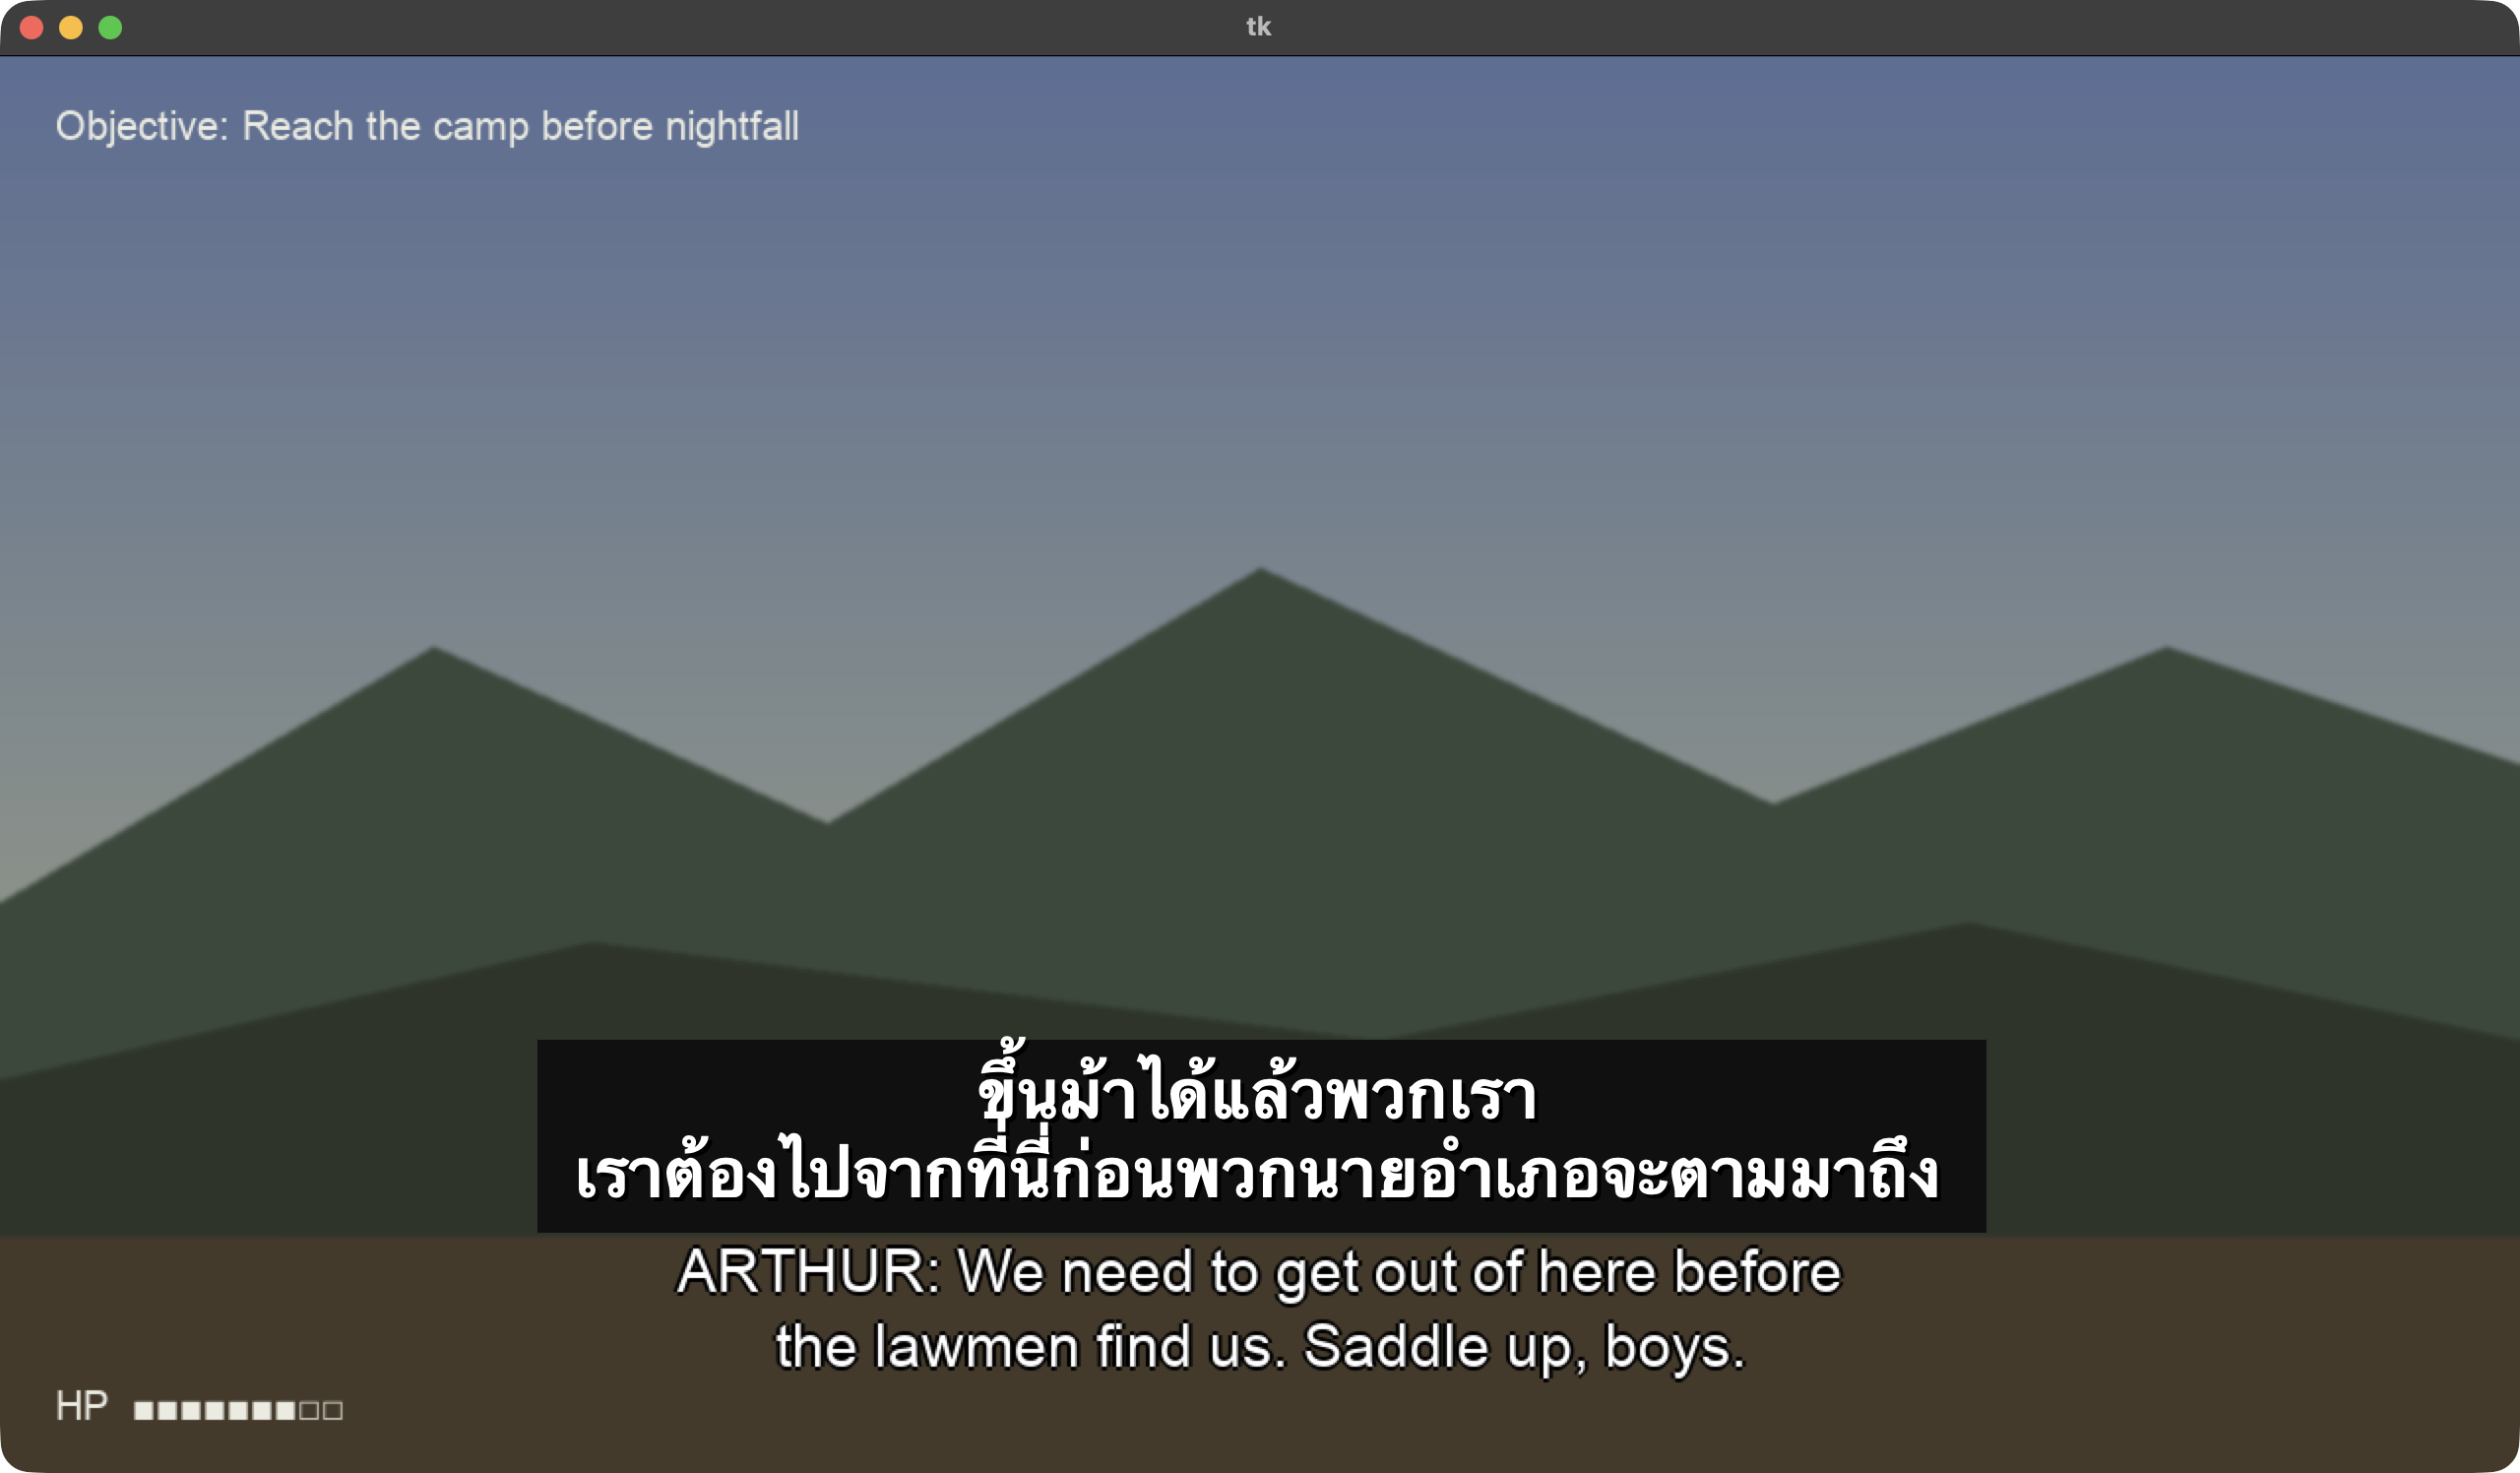 tk
Objective: Reach the camp before nightfall
ขึ้นม้าได้แล้วพวกเรา
เราต้องไปจากที่นี่ก่อนพวกนายอำเภอจะตามมาถึง
ARTHUR: We need to get out of here before
the lawmen find us. Saddle up, boys.
HP ■■■■■■■□□